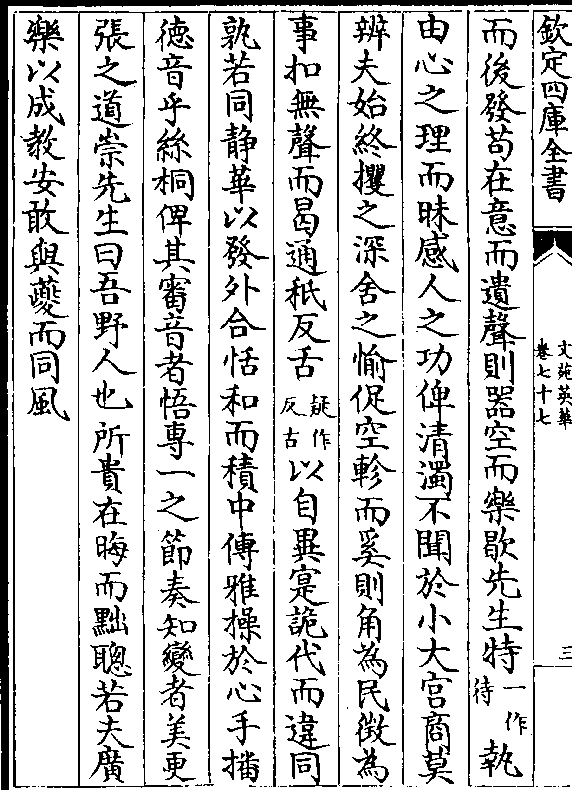 欽定四庫全書
文苑英華
卷七十七
三
而後發苟在意而遺聲則器空而樂歇先生特一作待執
由心之理而昧感人之功俾清濁不聞於小大宮商莫
辨夫始終攫之深舍之愉促空軫而奚則角為民徵為
事扣無聲而曷通秖反舌疑作反古以自異寔詭代而違同
孰若同静華以發外合恬和而積中傳雅操於心手播
徳音乎絲桐俾其審音者悟專一之節奏知變者美更
張之道崇先生曰吾野人也所貴在晦而黜聰若夫廣
樂以成教安敢與夔而同風